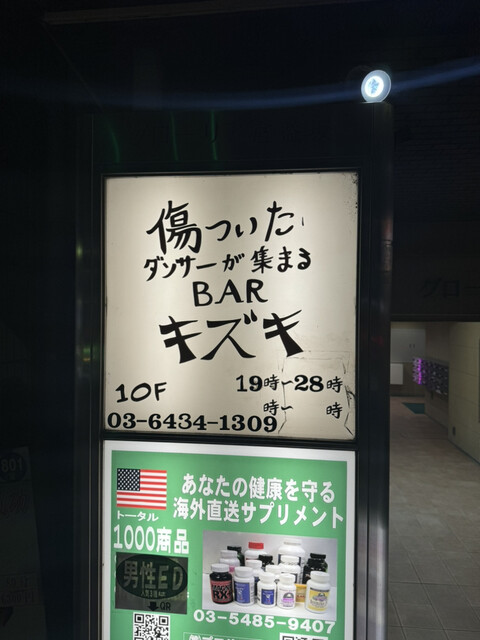 傷ついた
ダンサーが集まる
BAR
キズキ
10F
19時~28時
時~ 時
03-6434-1309
あなたの健康を守る
海外直送サプリメント
トータル
1000商品
男性ED
QR
03-5485-9407